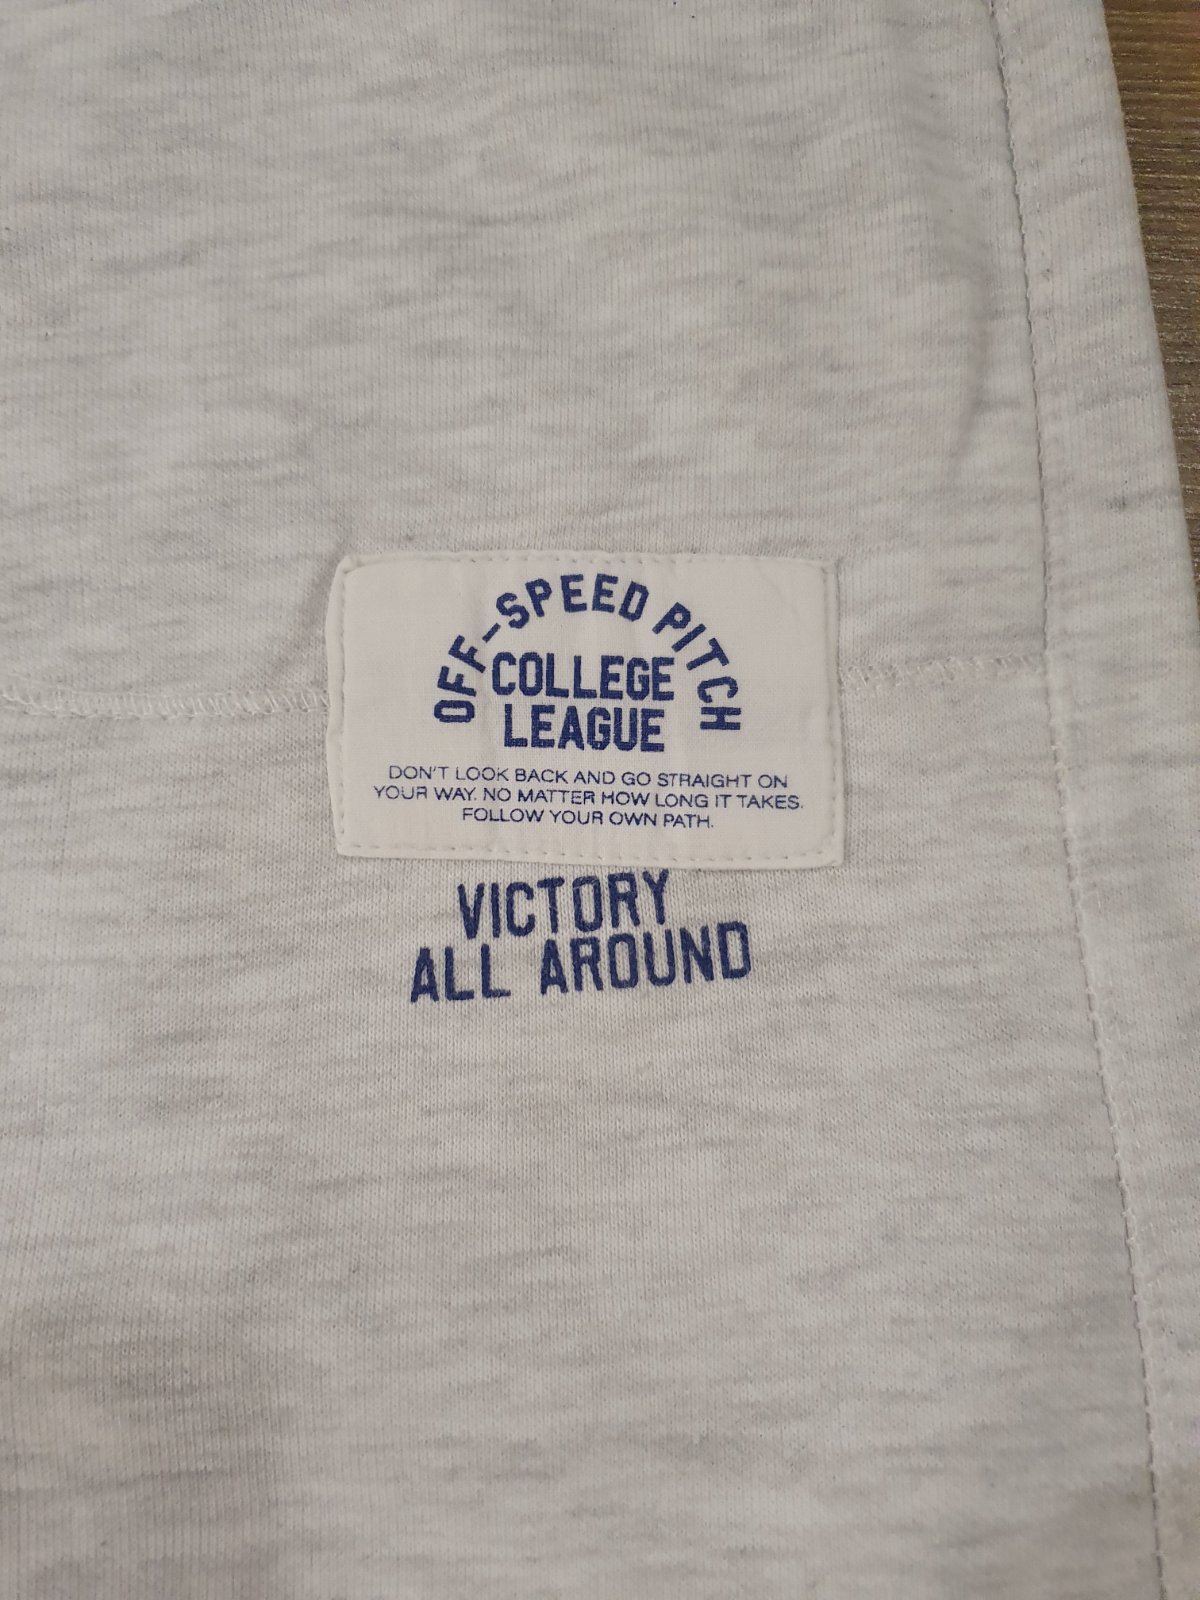 OFF-SPEED PITCH
COLLEGE
LEAGUE
DON'T LOOK BACK AND GO STRAIGHT ON
YOUR WAY. NO MATTER HOW LONG IT TAKES.
FOLLOW YOUR OWN PATH.
VICTORY
ALL AROUND